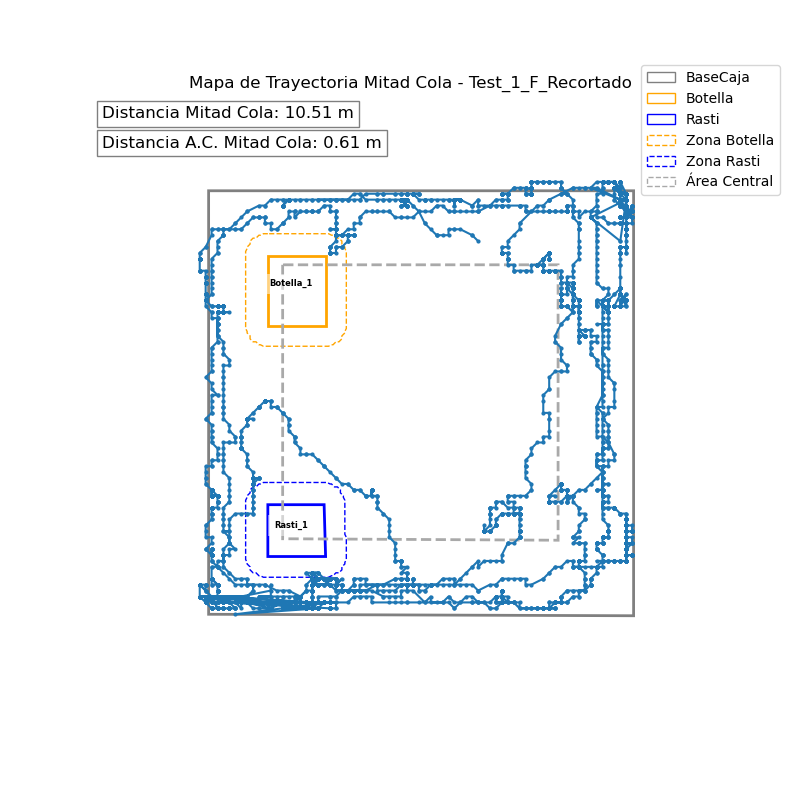 Mapa de Trayectoria Mitad Cola - Test_1_F_Recortado
Distancia Mitad Cola: 10.51 m
Distancia A.C. Mitad Cola: 0.61 m
BaseCaja
Botella
Rasti
Zona Botella
Zona Rasti
Área Central
Botella_1
Rasti_1